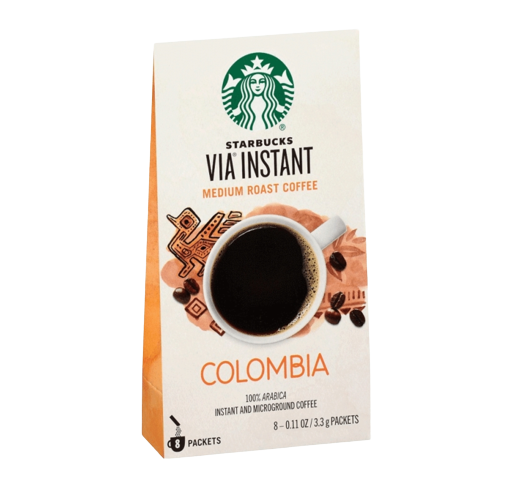 ®
STARBUCKS
VIA® INSTANT
MEDIUM ROAST COFFEE
COLOMBIA
100% ARABICA
INSTANT AND MICROGROUND COFFEE
8 – 0.11 OZ / 3.3 g PACKETS
8 PACKETS